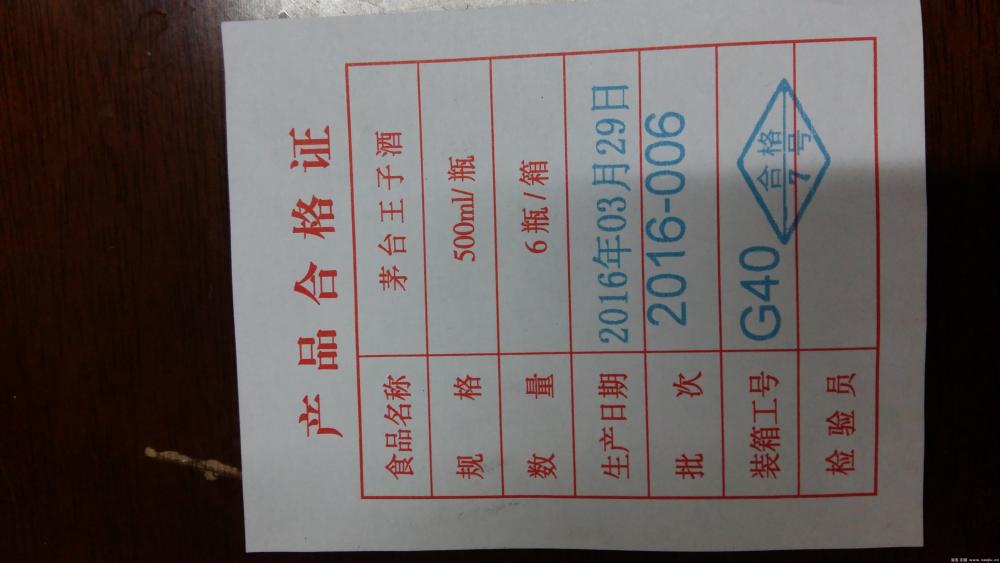 产品合格证
食品名称 茅台王子酒
规格 500ml/瓶
数量 6瓶/箱
生产日期 2016年03月29日
批次 2016-006
装箱工号 G40
合格
7号
检验员